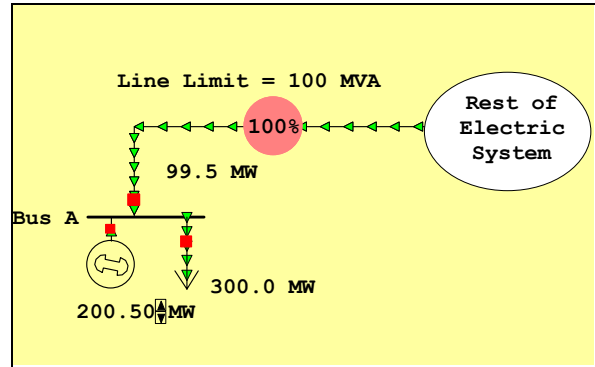 Line Limit = 100 MVA
Rest of
Electric
System
100%
99.5 MW
Bus A
300.0 MW
200.50 MW